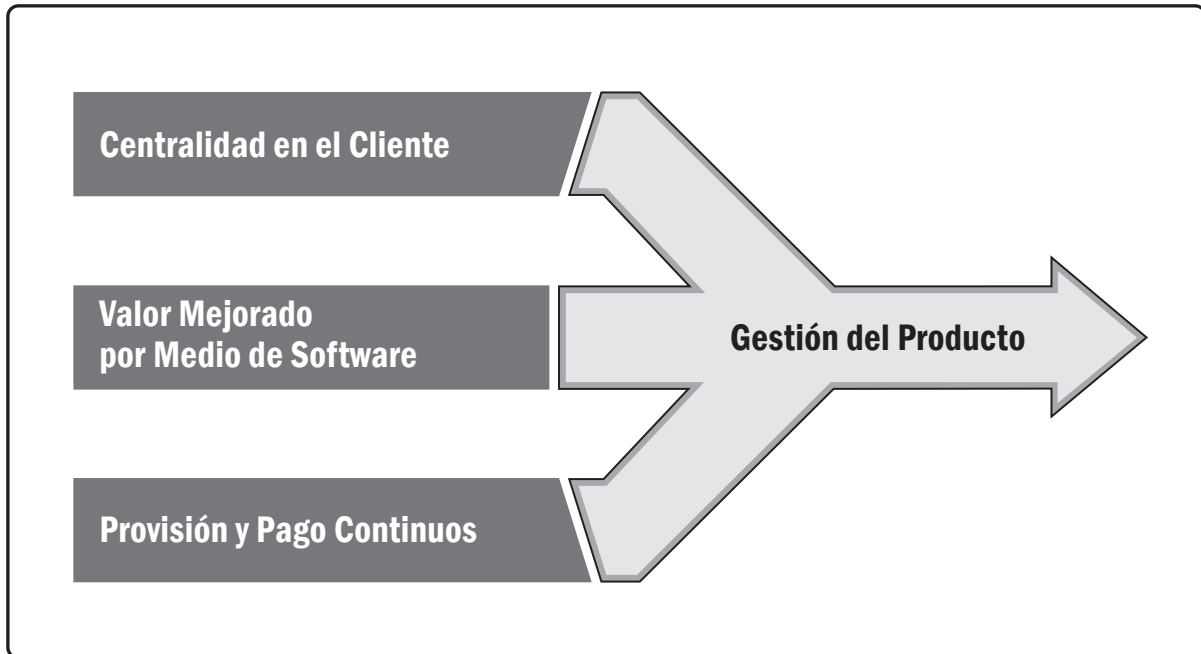 Centralidad en el Cliente
Valor Mejorado
por Medio de Software
Gestión del Producto
Provisión y Pago Continuos